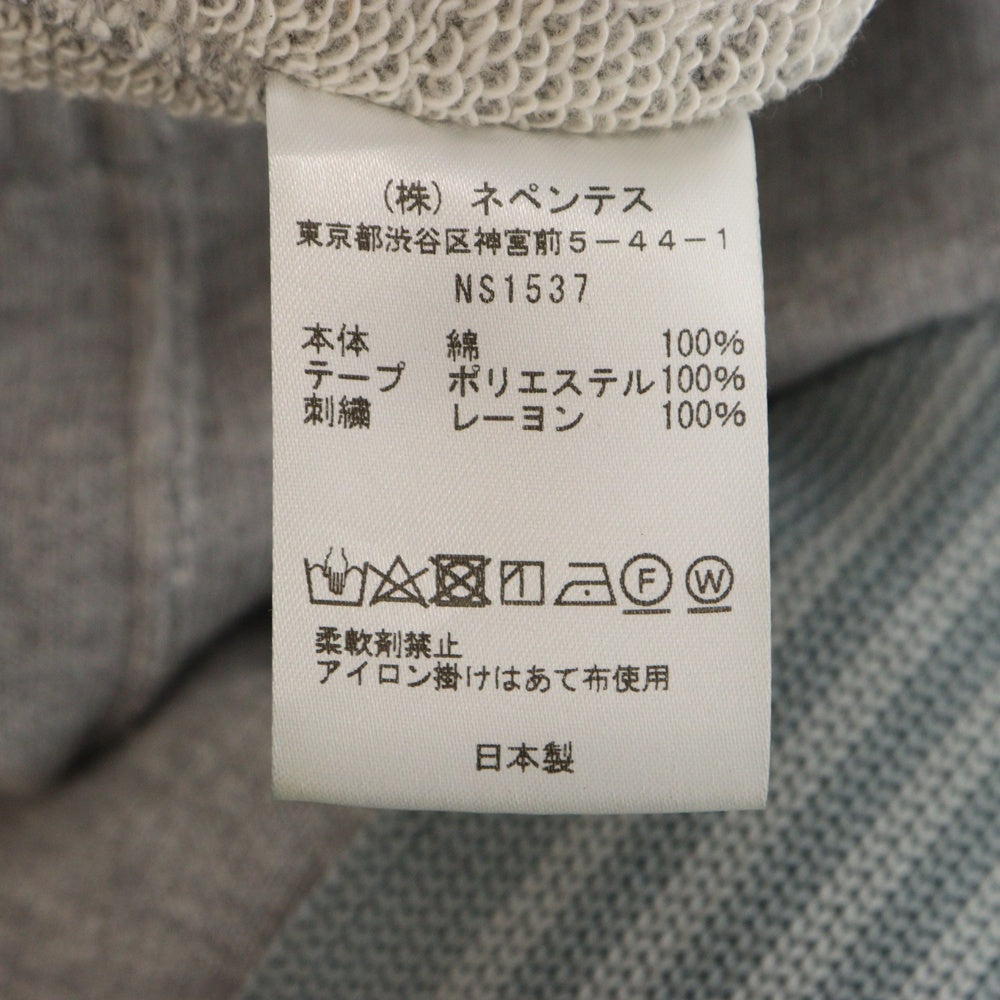 (株) ネペンテス
東京都渋谷区神宮前5-44-1
NS1537
本体 綿 100%
テープ ポリエステル 100%
刺繍 レーヨン 100%
F W
柔軟剤禁止
アイロン掛けはあて布使用
日本製